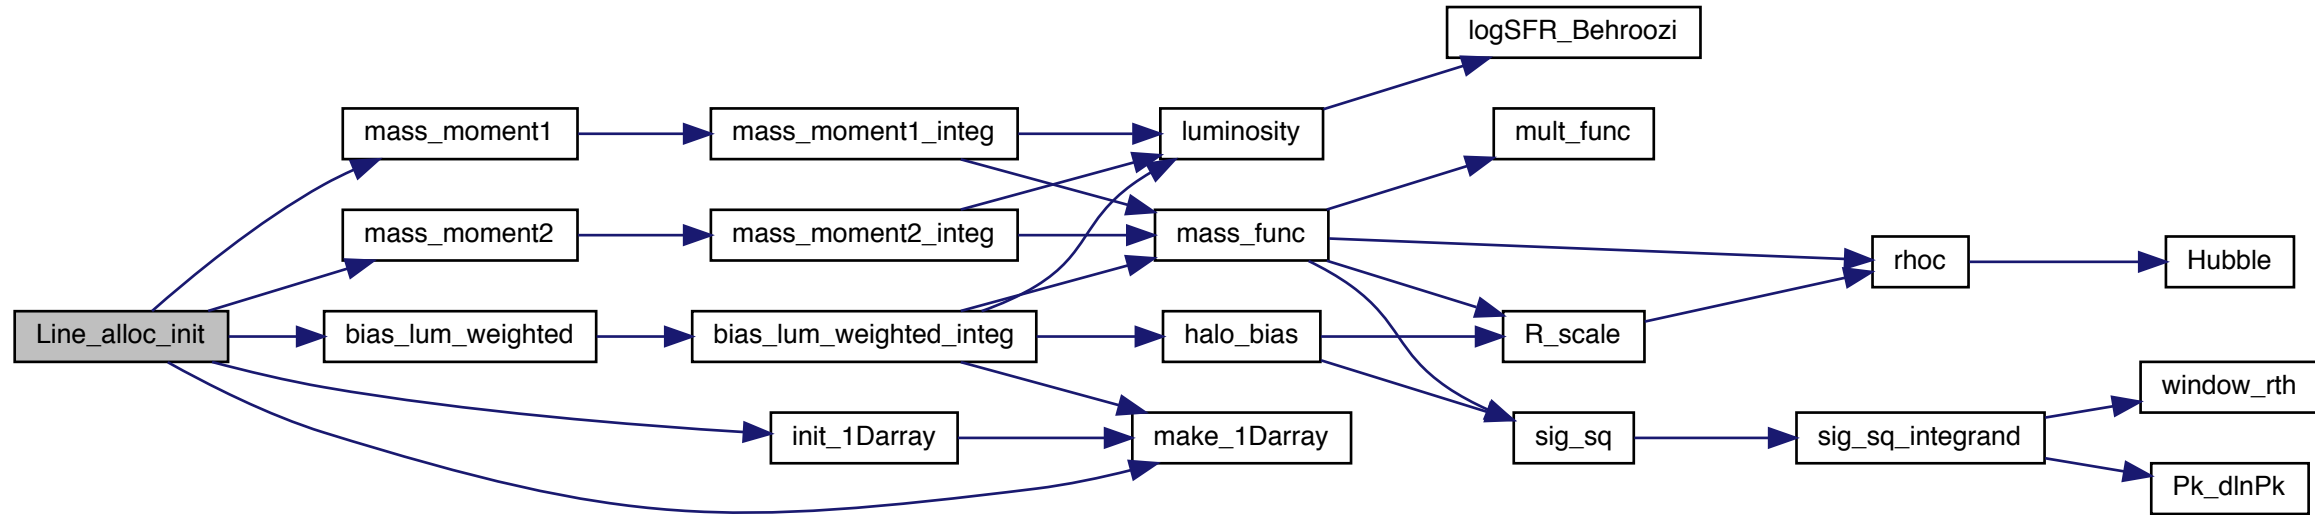 logSFR_Behroozi
mass_moment1
mass_moment1_integ
luminosity
mult_func
mass_moment2
mass_moment2_integ
mass_func
rhoc
Hubble
Line_alloc_init
bias_lum_weighted
bias_lum_weighted_integ
halo_bias
R_scale
window_rth
init_1Darray
make_1Darray
sig_sq
sig_sq_integrand
Pk_dlnPk